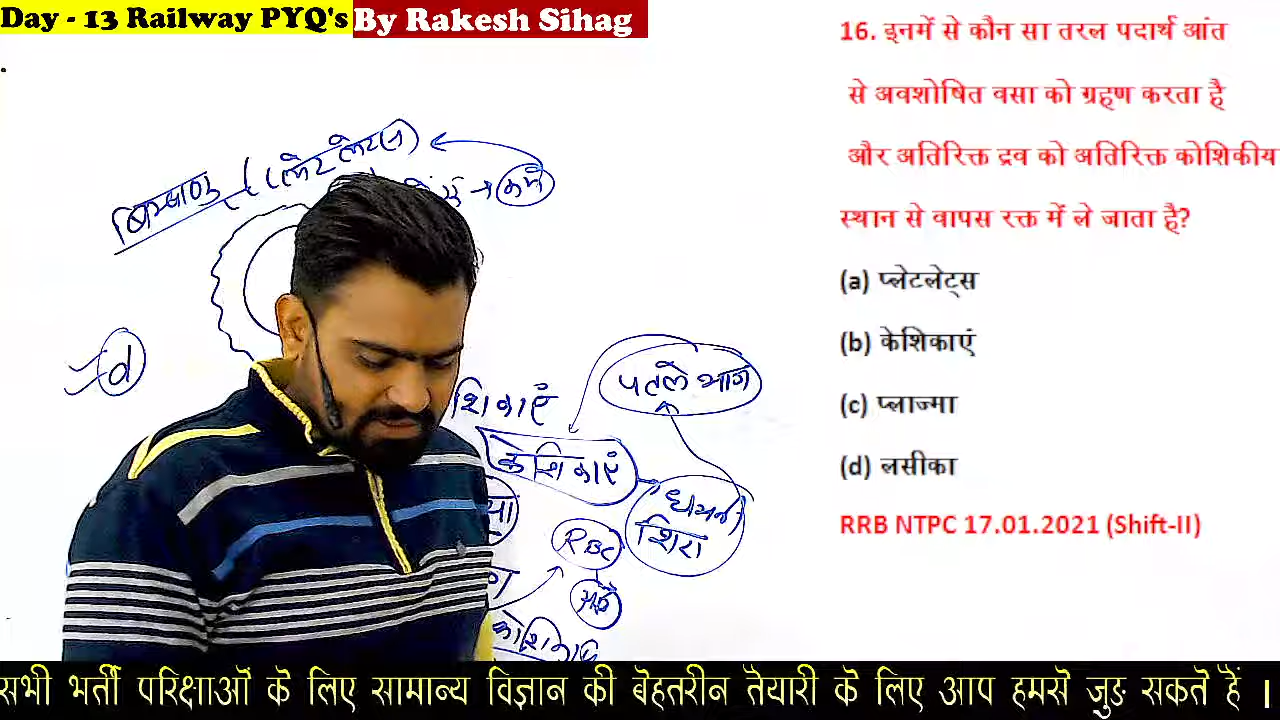 Day - 13 Railway PYQ's By Rakesh Sihag
16. इनमें से कौन सा तरल पदार्थ आंत
से अवशोषित वसा को ग्रहण करता है
और अतिरिक्त द्रव को अतिरिक्त कोशिकीय
स्थान से वापस रक्त में ले जाता है?
(a) प्लेटलेट्स
(b) केशिकाएं
(c) प्लाज्मा
(d) लसीका
RRB NTPC 17.01.2021 (Shift-II)
बिम्बाणु (प्लेटलेट्स)
कमी
d
पतले भाग
शिकाएं
केशिकाएं
धमनी
शिरा
RBC
सभी भर्ती परिक्षाओं के लिए सामान्य विज्ञान की बेहतरीन तैयारी के लिए आप हमसे जुङ सकते हैं ।